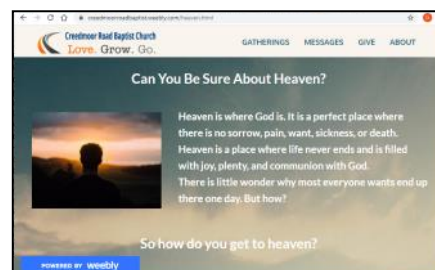 creedmoorroadbaptist.weebly.com/heaven.html
Creedmoor Road Baptist Church
Love. Grow. Go.
GATHERINGS MESSAGES GIVE ABOUT
Can You Be Sure About Heaven?
Heaven is where God is. It is a perfect place where
there is no sorrow, pain, want, sickness, or death.
Heaven is a place where life never ends and is filled
with joy, plenty, and communion with God.
There is little wonder why most everyone wants end up
there one day. But how?
So how do you get to heaven?
POWERED BY weebly